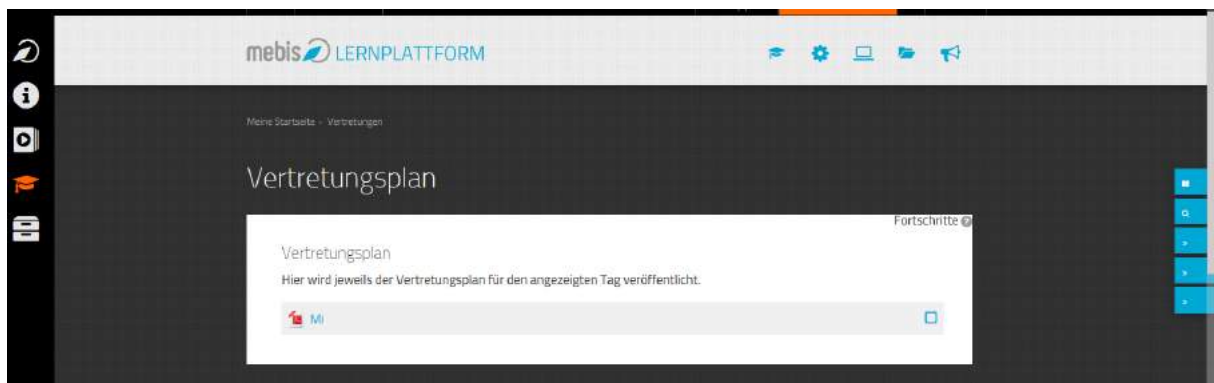 mebis LERNPLATTFORM
Meine Startseite - Vertretungen
Vertretungsplan
Fortschritte
Vertretungsplan
Hier wird jeweils der Vertretungsplan für den angezeigten Tag veröffentlicht.
Mi